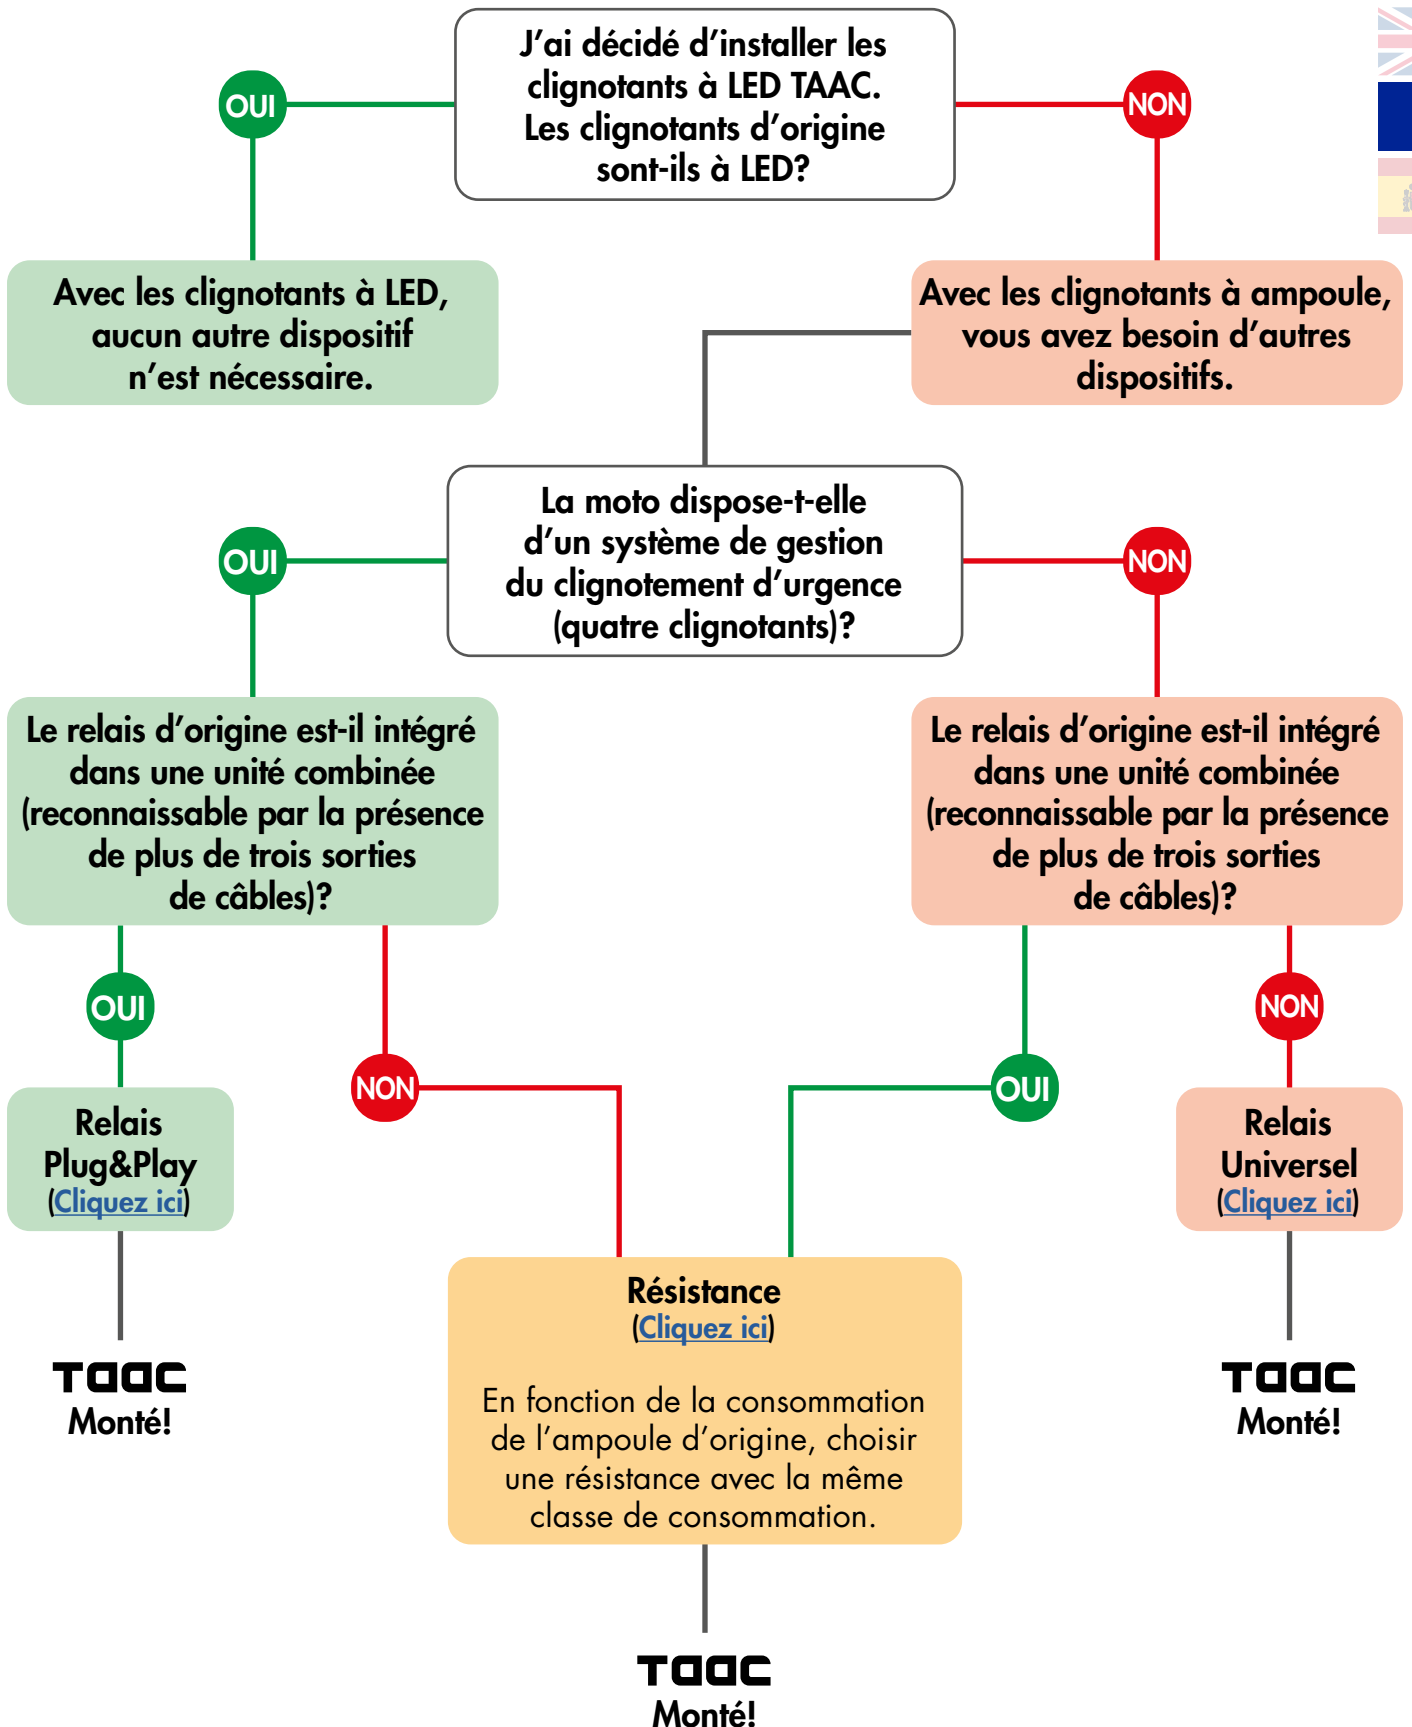 J’ai décidé d’installer les
clignotants à LED TAAC.
Les clignotants d’origine
sont-ils à LED?
OUI
NON
Avec les clignotants à LED,
aucun autre dispositif
n’est nécessaire.
Avec les clignotants à ampoule,
vous avez besoin d’autres
dispositifs.
La moto dispose-t-elle
d’un système de gestion
du clignotement d’urgence
(quatre clignotants)?
OUI
NON
Le relais d’origine est-il intégré
dans une unité combinée
(reconnaissable par la présence
de plus de trois sorties
de câbles)?
Le relais d’origine est-il intégré
dans une unité combinée
(reconnaissable par la présence
de plus de trois sorties
de câbles)?
OUI
NON
OUI
NON
Relais
Plug&Play
(Cliquez ici)
Relais
Universel
(Cliquez ici)
Résistance
(Cliquez ici)
En fonction de la consommation
de l’ampoule d’origine, choisir
une résistance avec la même
classe de consommation.
TAAC
Monté!
TAAC
Monté!
TAAC
Monté!